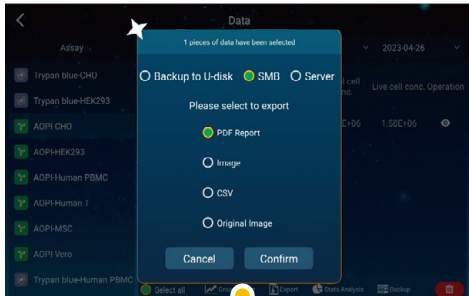 Data
Assay
1 pieces of data have been selected
2023-04-26
Trypan blue-CHO
Backup to U-disk SMB Server
Live cell conc. Operation
Trypan blue-HEK293
Please select to export
AOPI-CHO
PDF Report
E+06 1.58E+06
AOPI-HEK293
Image
AOPI-Human PBMC
CSV
AOPI-Human T
AOPI-MSC
Original Image
AOPI Vero
Cancel Confirm
Trypan blue-Human PBMC
Select all Export Data Analysis Backup